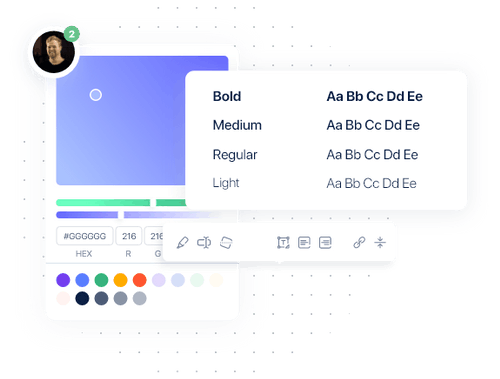 2
Bold Aa Bb Cc Dd Ee
Medium Aa Bb Cc Dd Ee
Regular Aa Bb Cc Dd Ee
Light Aa Bb Cc Dd Ee
#GGGGGG 216
HEX R G
T